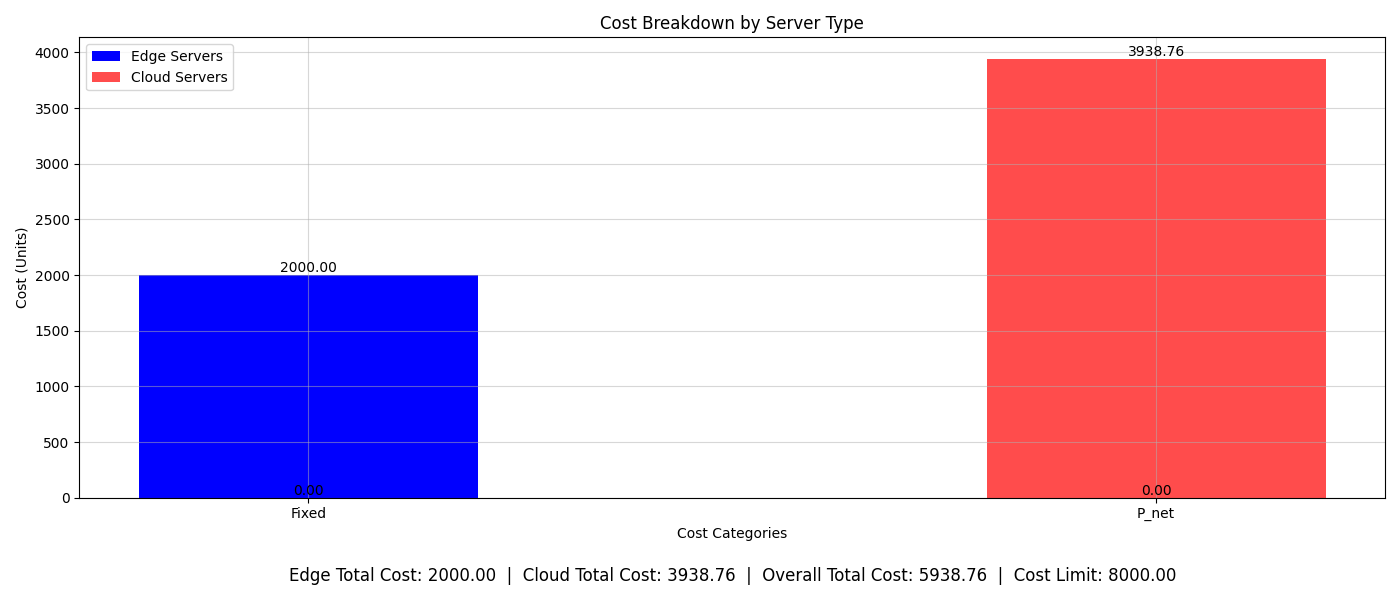 Cost Breakdown by Server Type
Edge Servers
Cloud Servers
4000
3500
3000
2500
2000
1500
1000
500
0
Cost (Units)
2000.00
0.00
3938.76
0.00
Fixed
P_net
Cost Categories
Edge Total Cost: 2000.00 | Cloud Total Cost: 3938.76 | Overall Total Cost: 5938.76 | Cost Limit: 8000.00